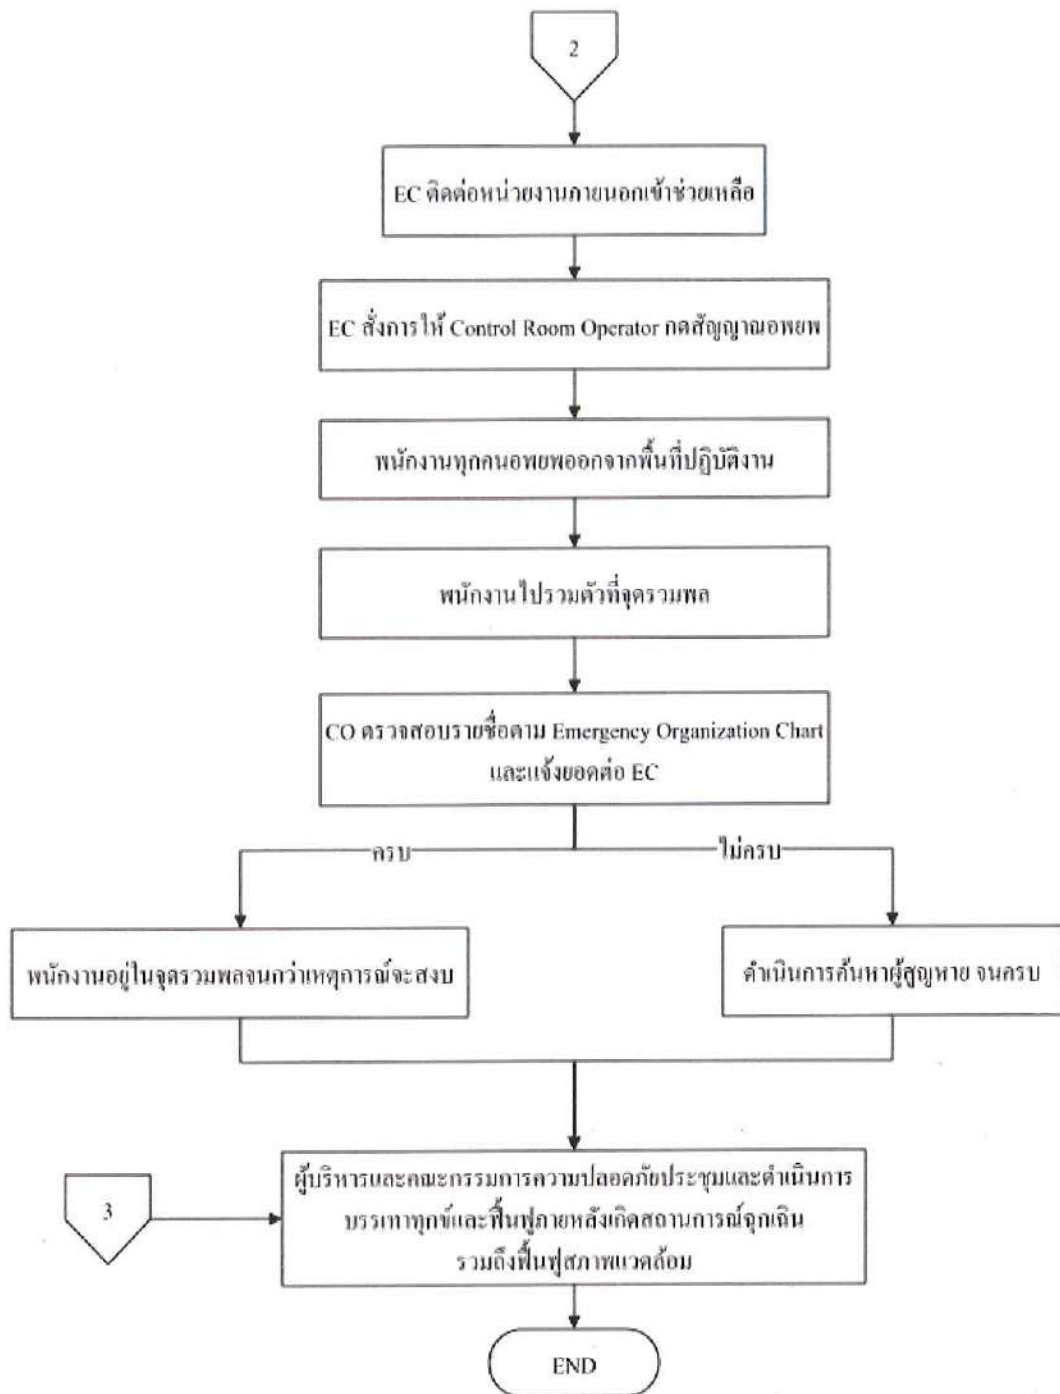 2
EC ติดต่อหน่วยงานภายนอกเข้าช่วยเหลือ
EC สั่งการให้ Control Room Operator กดสัญญาณอพยพ
พนักงานทุกคนอพยพออกจากพื้นที่ปฏิบัติงาน
พนักงานไปรวมตัวที่จุดรวมพล
CO ตรวจสอบรายชื่อตาม Emergency Organization Chart
และแจ้งยอดต่อ EC
ครบ
ไม่ครบ
พนักงานอยู่ในจุดรวมพลจนกว่าเหตุการณ์จะสงบ
ดำเนินการค้นหาผู้สูญหาย จนครบ
3
ผู้บริหารและคณะกรรมการความปลอดภัยประชุมและดำเนินการ
บรรเทาทุกข์และฟื้นฟูภายหลังเกิดสถานการณ์ฉุกเฉิน
รวมถึงฟื้นฟูสภาพแวดล้อม
END